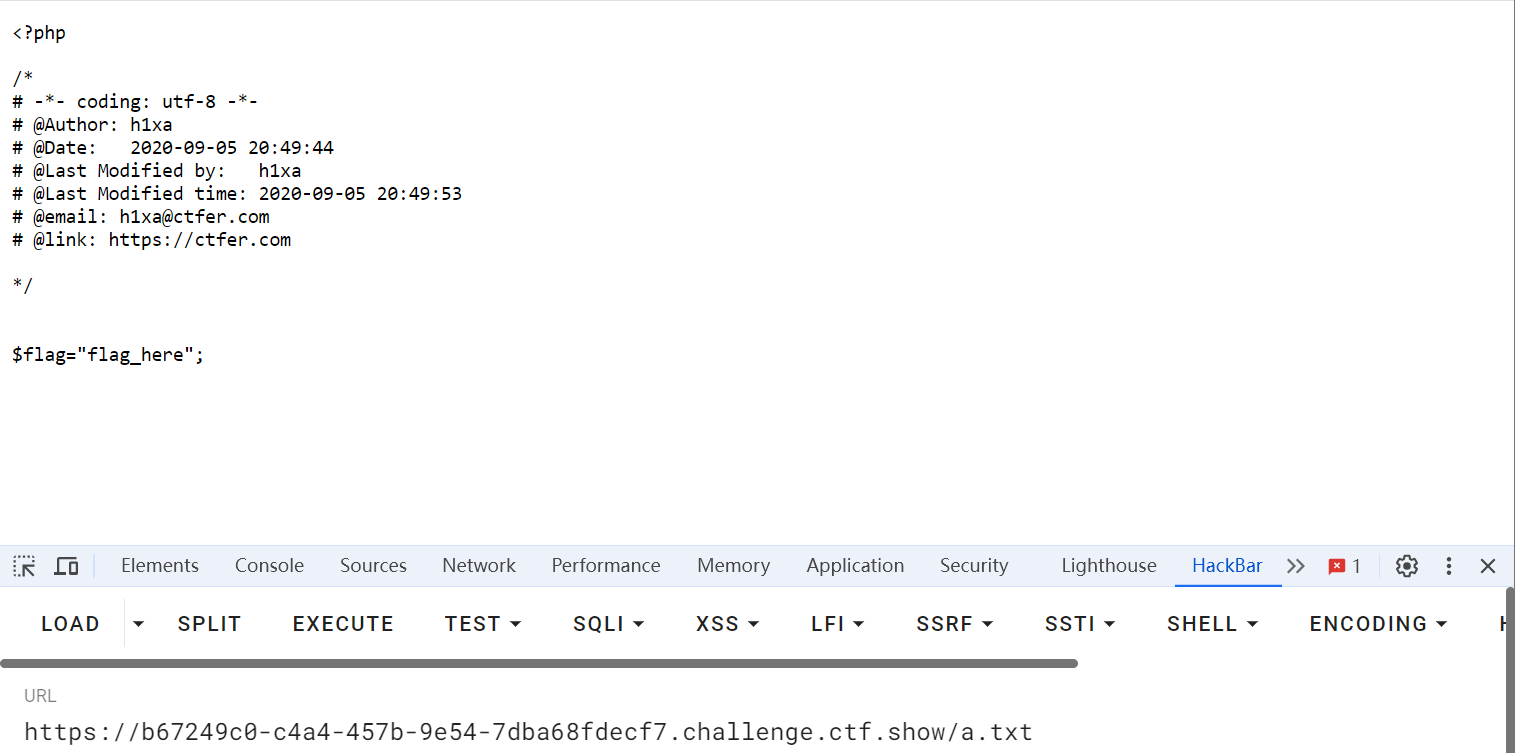 <?php
/*
# -*- coding: utf-8 -*-
# @Author: h1xa
# @Date:   2020-09-05 20:49:44
# @Last Modified by:   h1xa
# @Last Modified time: 2020-09-05 20:49:53
# @email: h1xa@ctfer.com
# @link: https://ctfer.com
*/
$flag="flag_here";
Elements Console Sources Network Performance Memory Application Security Lighthouse HackBar 1
LOAD SPLIT EXECUTE TEST SQLI XSS LFI SSRF SSTI SHELL ENCODING
URL
https://b67249c0-c4a4-457b-9e54-7dba68fdecf7.challenge.ctf.show/a.txt